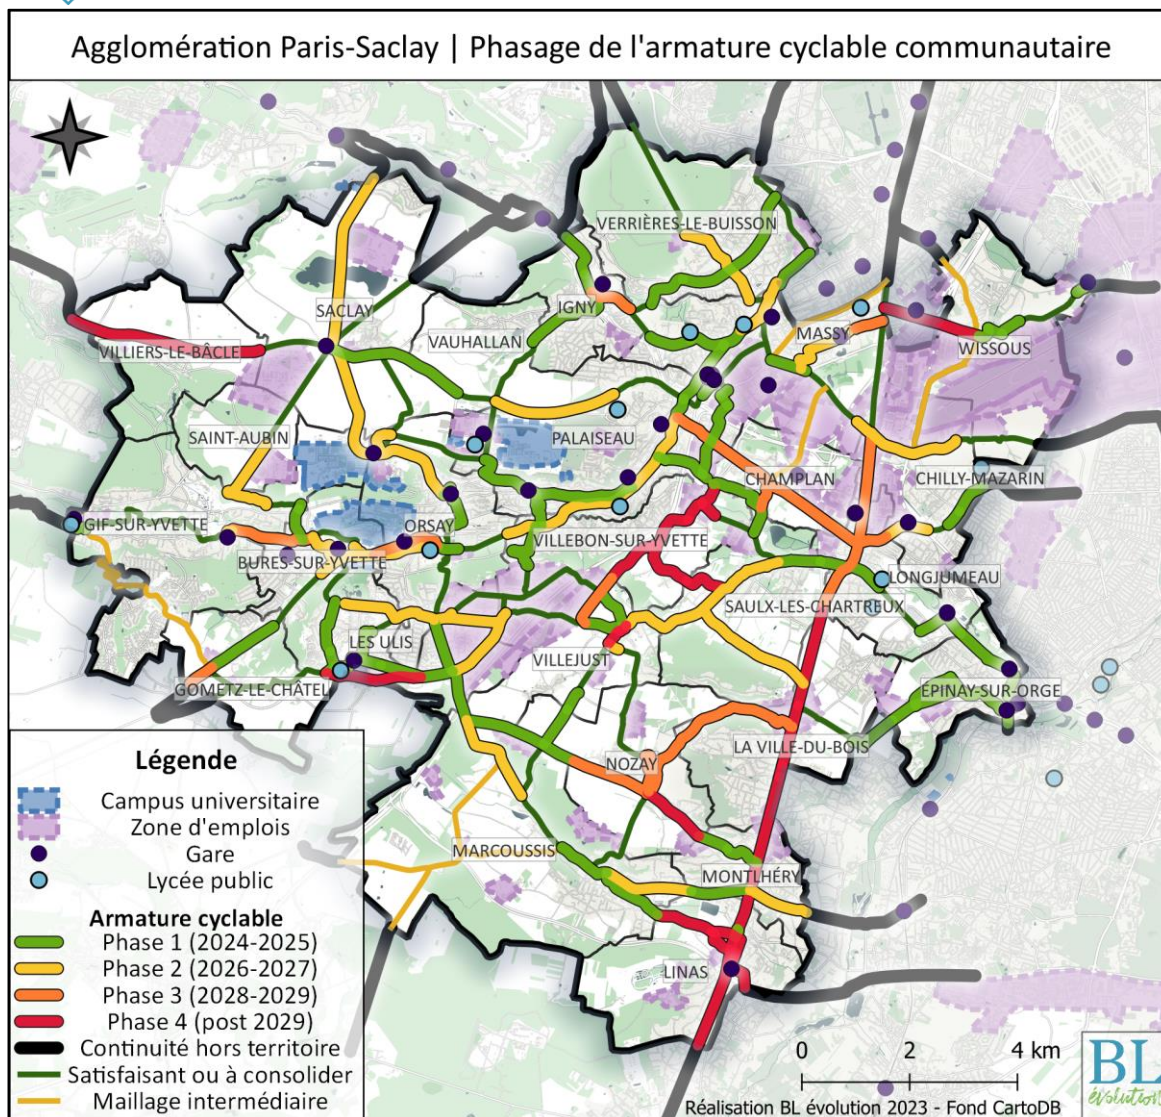 Agglomération Paris-Saclay | Phasage de l'armature cyclable communautaire
VERRIÈRES-LE-BUISSON
SACLAY
IGNY
VAUHALLAN
MASSY
WISSOUS
VILLIERS-LE-BÂCLE
SAINT-AUBIN
PALAISEAU
CHAMPLAN
CHILLY-MAZARIN
GIF-SUR-YVETTE
ORSAY
VILLEBON-SUR-YVETTE
BURES-SUR-YVETTE
LONGJUMEAU
SAULX-LES-CHARTREUX
LES ULIS
VILLEJUST
GOMETZ-LE-CHÂTEL
ÉPINAY-SUR-ORGE
LA VILLE-DU-BOIS
NOZAY
MARCOUSSIS
MONTLHÉRY
LINAS
Légende
Campus universitaire
Zone d'emplois
Gare
Lycée public
Armature cyclable
Phase 1 (2024-2025)
Phase 2 (2026-2027)
Phase 3 (2028-2029)
Phase 4 (post 2029)
Continuité hors territoire
Satisfaisant ou à consolider
Maillage intermédiaire
0 2 4 km
Réalisation BL évolution 2023 - Fond CartoDB
BL
évolution